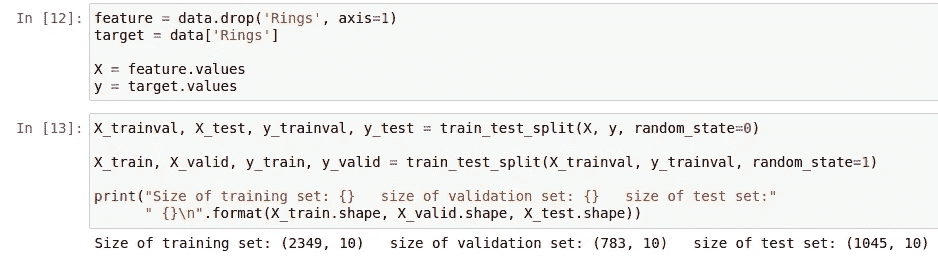 In [12]: feature = data.drop('Rings', axis=1)
target = data['Rings']
X = feature.values
y = target.values
In [13]: X_trainval, X_test, y_trainval, y_test = train_test_split(X, y, random_state=0)
X_train, X_valid, y_train, y_valid = train_test_split(X_trainval, y_trainval, random_state=1)
print("Size of training set: {}   size of validation set: {}   size of test set:"
      " {}\n".format(X_train.shape, X_valid.shape, X_test.shape))
Size of training set: (2349, 10)   size of validation set: (783, 10)   size of test set: (1045, 10)